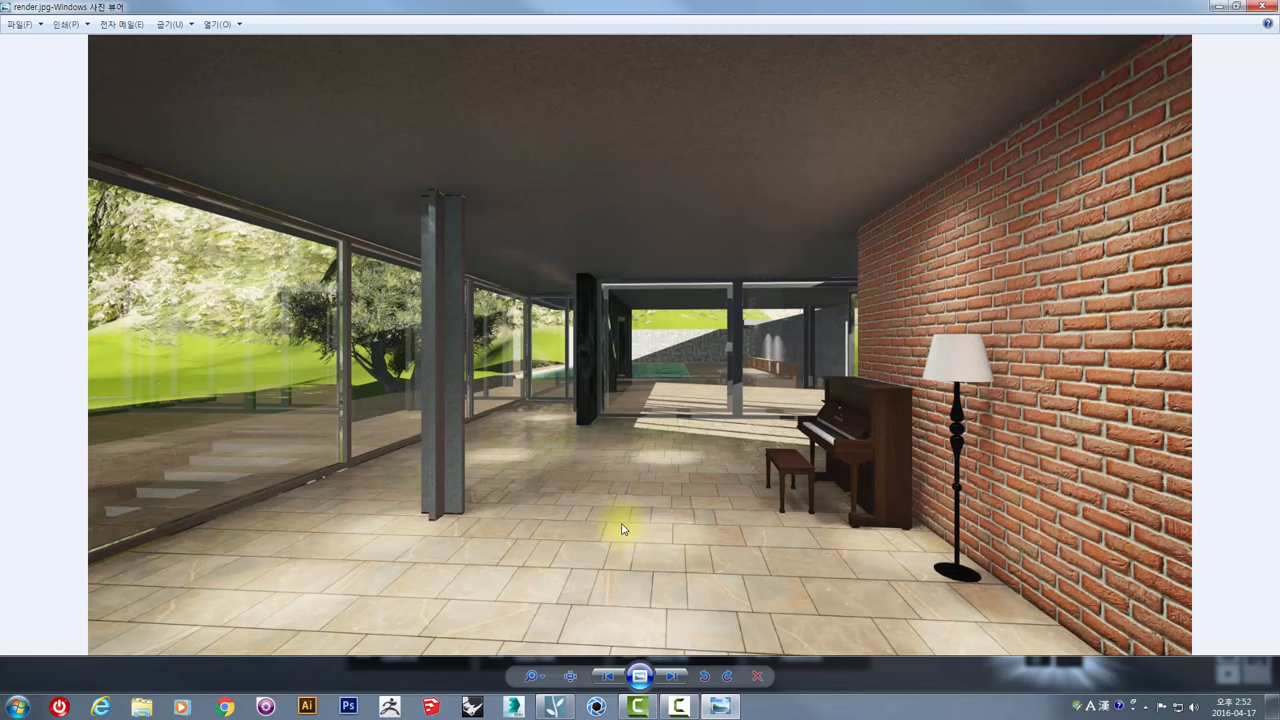 render.jpg-Windows 사진 뷰어
파일(F) 인쇄(P) 전자 메일(E) 굽기(U) 열기(O)
Ai
Ps
A 漢
오후 2:52
2016-04-17